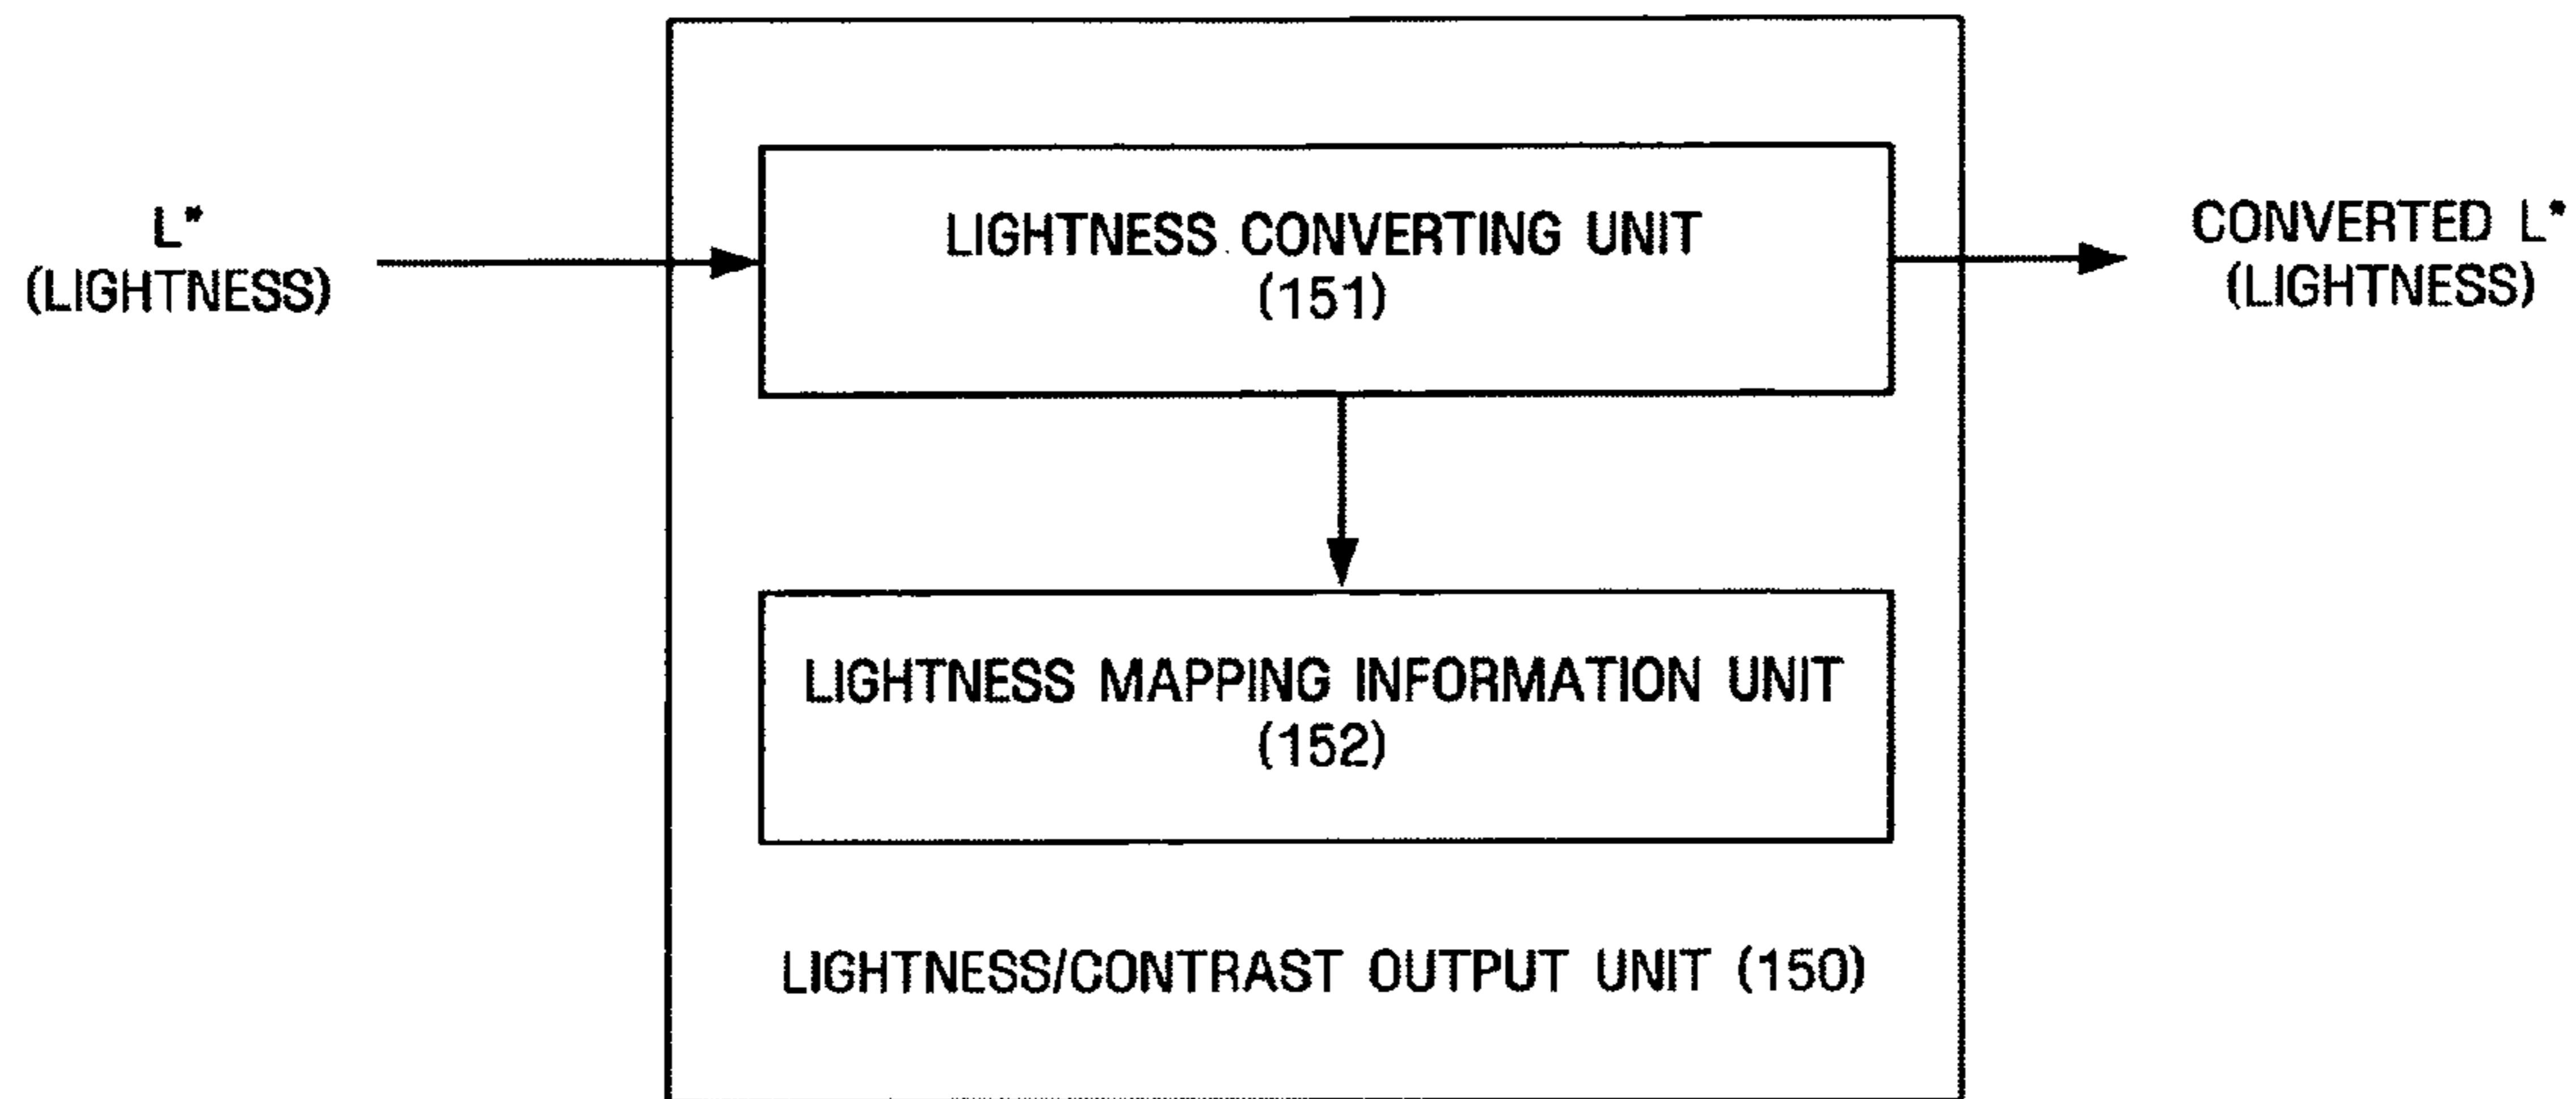 L*
(LIGHTNESS)
LIGHTNESS CONVERTING UNIT
(151)
CONVERTED L*
(LIGHTNESS)
LIGHTNESS MAPPING INFORMATION UNIT
(152)
LIGHTNESS/CONTRAST OUTPUT UNIT (150)